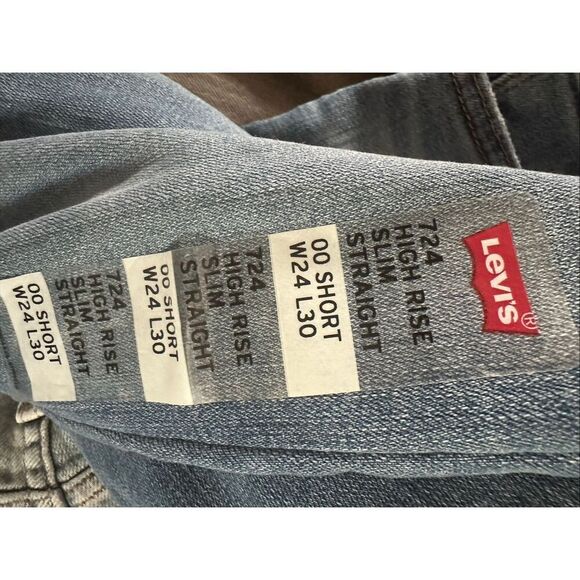 Levi's®
724
HIGH RISE
SLIM
STRAIGHT
00 SHORT
W24 L30
724
HIGH RISE
SLIM
STRAIGHT
00 SHORT
W24 L30
724
HIGH RISE
SLIM
STRAIGHT
00 SHORT
W24 L30